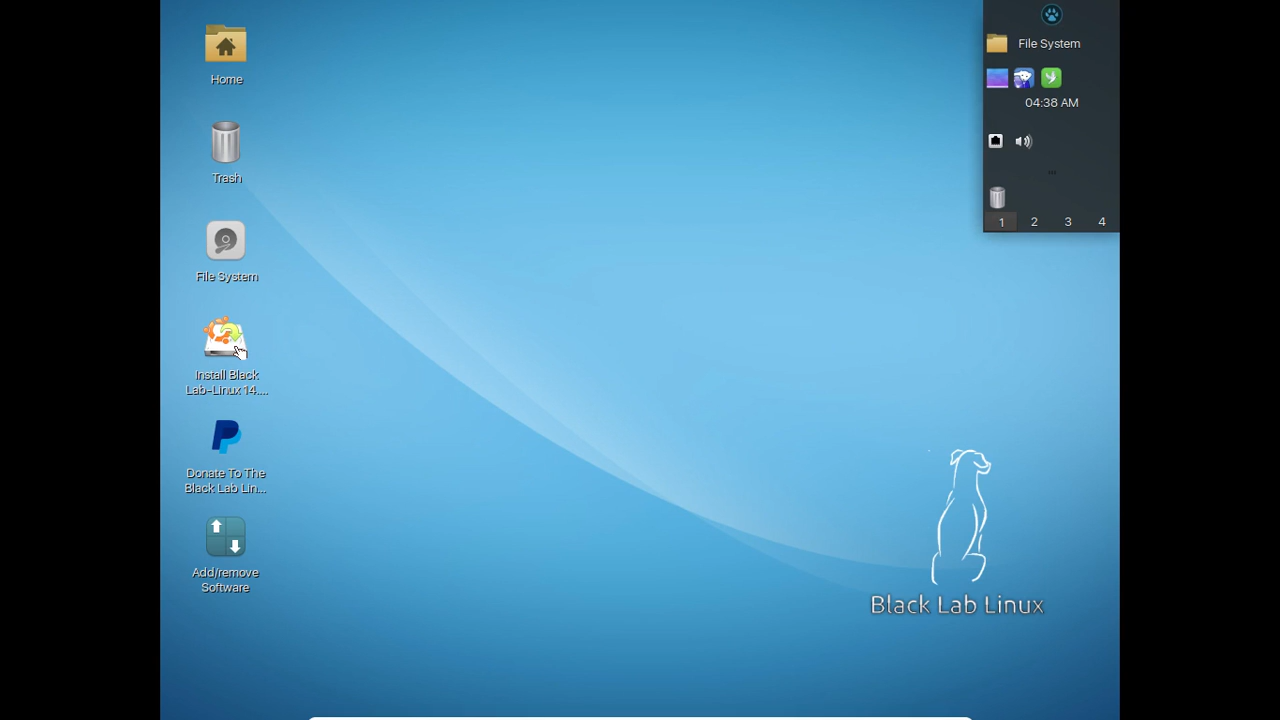 Home
Trash
File System
Install Black
Lab-Linux 14....
Donate To The
Black Lab Lin...
Add/remove
Software
File System
04:38 AM
1 2 3 4
Black Lab Linux